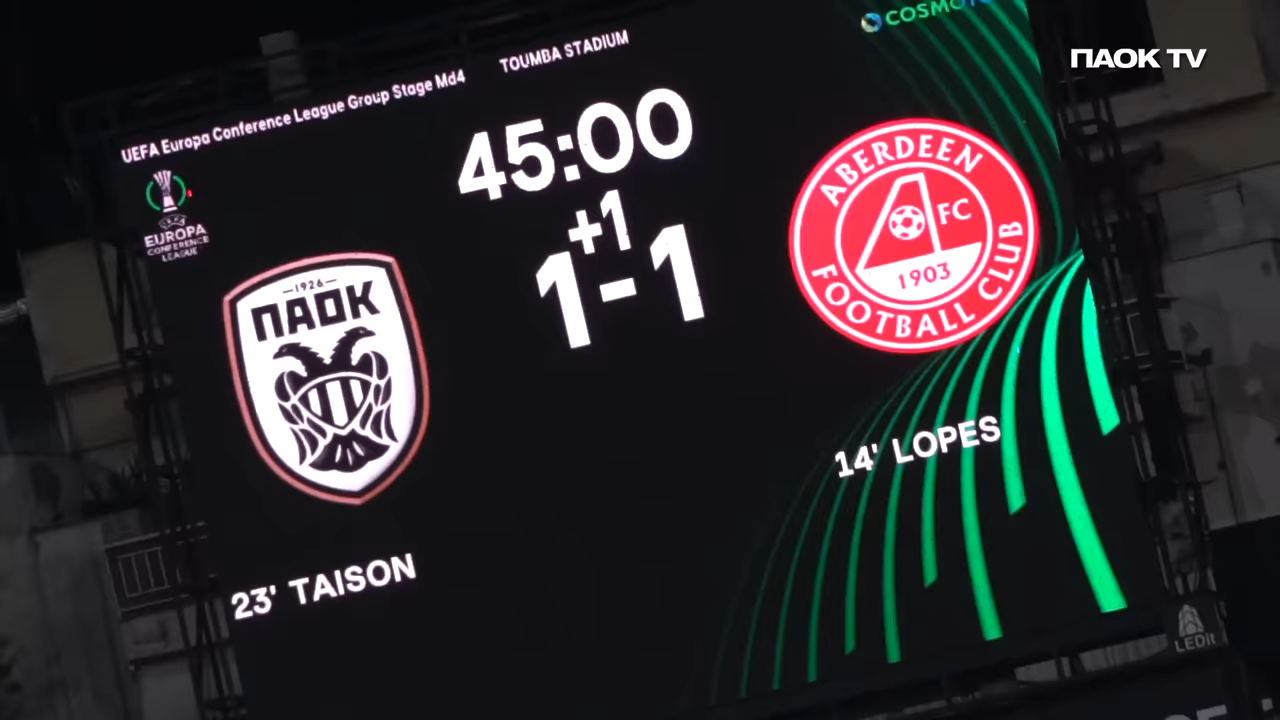 COSMOTE
ΠΑΟΚ TV
UEFA Europa Conference League Group Stage Md4
TOUMBA STADIUM
45:00
+1
1-1
UEFA
EUROPA
CONFERENCE
LEAGUE
1926
ΠΑΟΚ
ABERDEEN
FC
1903
FOOTBALL CLUB
14' LOPES
23' TAISON